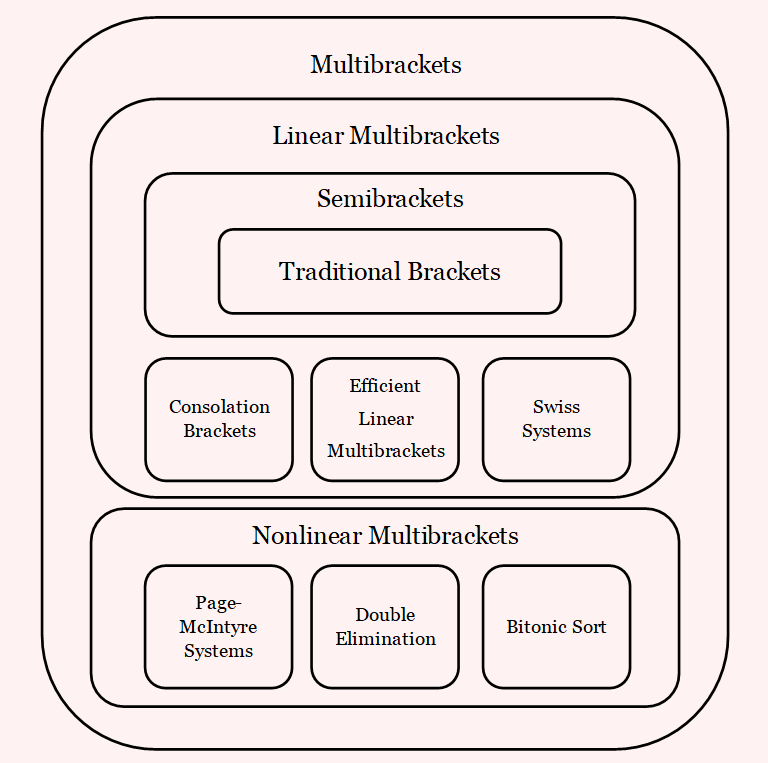 Multibrackets
Linear Multibrackets
Semibrackets
Traditional Brackets
Consolation
Brackets
Efficient
Linear
Multibrackets
Swiss
Systems
Nonlinear Multibrackets
Page-
McIntyre
Systems
Double
Elimination
Bitonic Sort